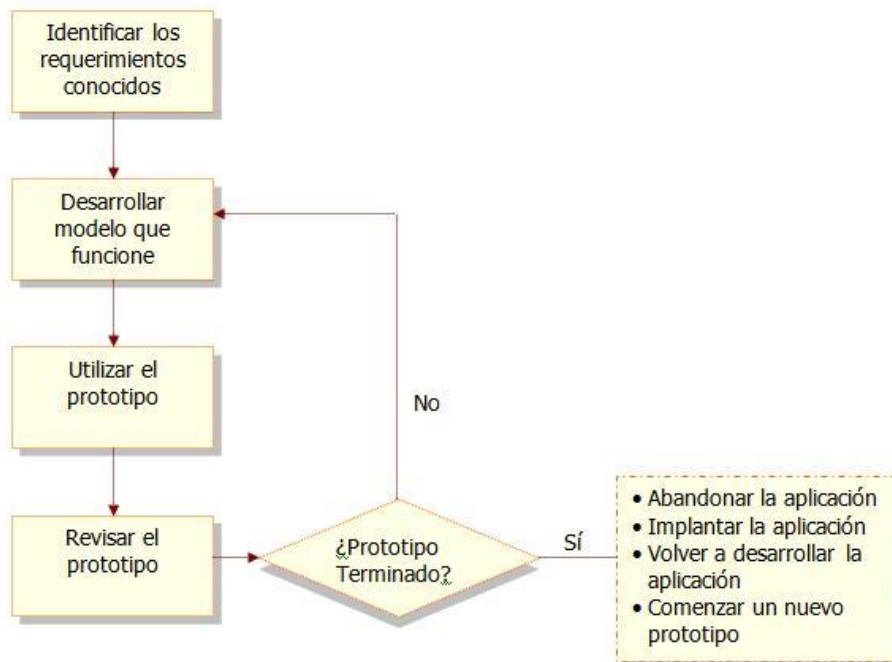 Identificar los
requerimientos
conocidos
Desarrollar
modelo que
funcione
Utilizar el
prototipo
Revisar el
prototipo
¿Prototipo
Terminado?
No
Sí
• Abandonar la aplicación
• Implantar la aplicación
• Volver a desarrollar la
aplicación
• Comenzar un nuevo
prototipo